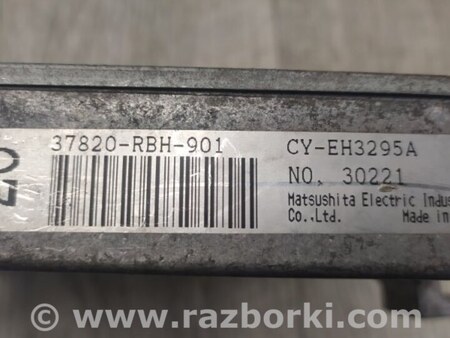 37820-RBH-901
CY-EH3295A
NO. 30221
Matsushita Electric
Co.,Ltd. Made in
© www.razborki.com